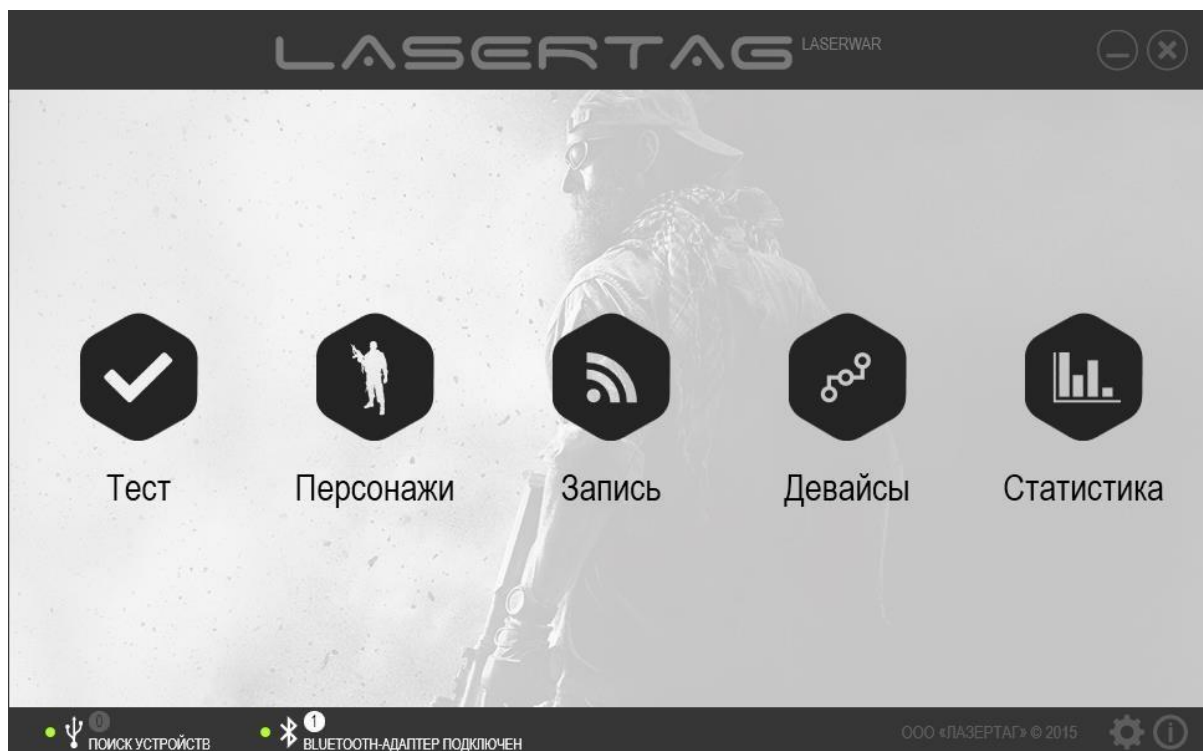 LASERTAG LASERWAR
Тест Персонажи Запись Девайсы Статистика
0
ПОИСК УСТРОЙСТВ
1
BLUETOOTH-АДАПТЕР ПОДКЛЮЧЕН
ООО «ЛАЗЕРТАГ» © 2015